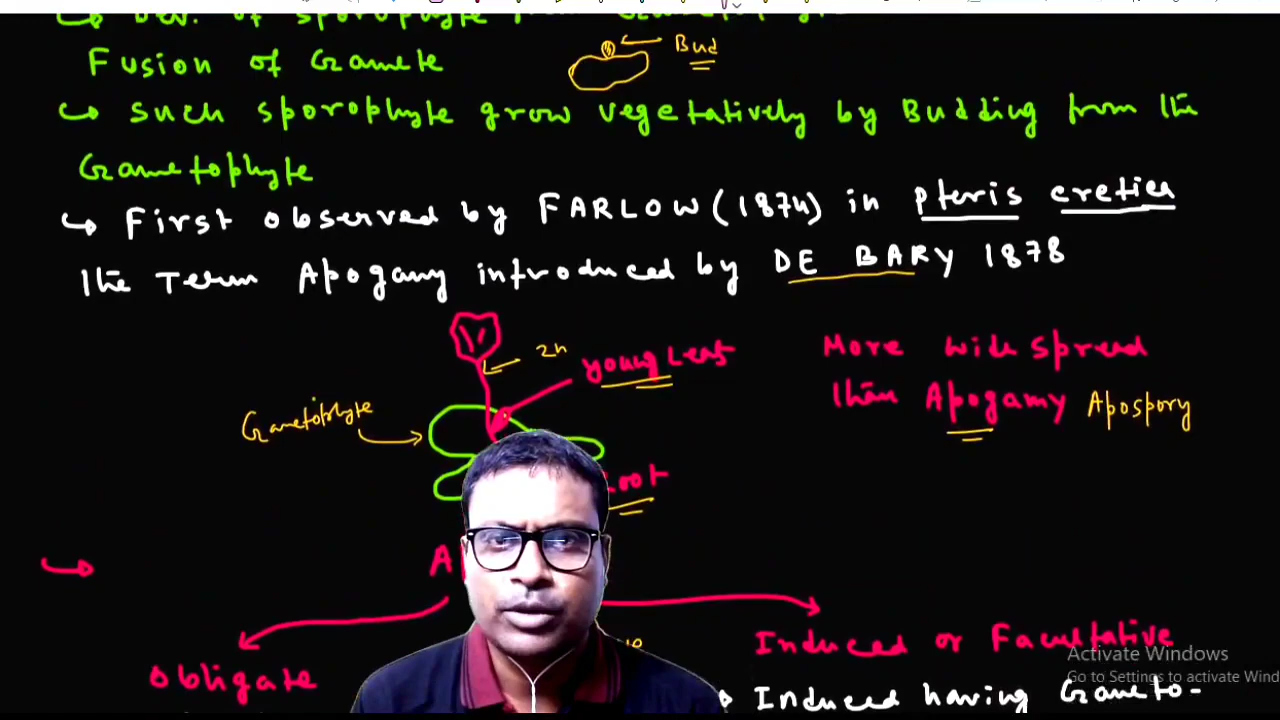 of sporophyte
Fusion of Gamete
Bud
↪ Such sporophyte grow vegetatively by Budding from the
Gametophyte
↪ First observed by FARLOW (1874) in pteris cretica
the Term Apogamy introduced by DE BARY 1878
2n
young Leaf
More wide spread
than Apogamy Apospory
Gametophyte
Root
A
Induced or Facultative
Obligate
Induced having Gameto-
Activate Windows
Go to Settings to activate Wind